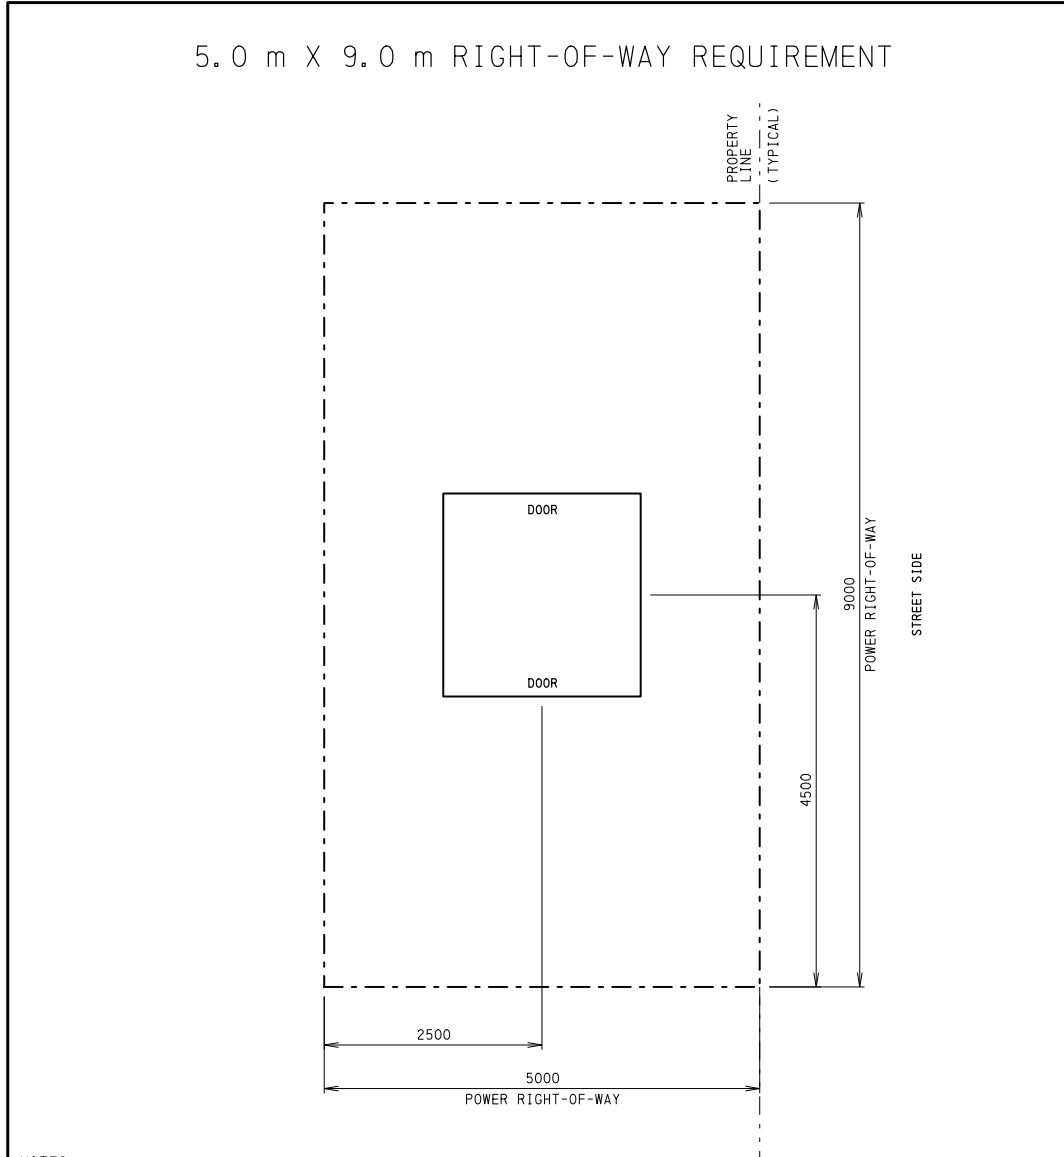 5.0 m X 9.0 m RIGHT-OF-WAY REQUIREMENT
PROPERTY
LINE
(TYPICAL)
DOOR
DOOR
9000
POWER RIGHT-OF-WAY
STREET SIDE
4500
2500
5000
POWER RIGHT-OF-WAY